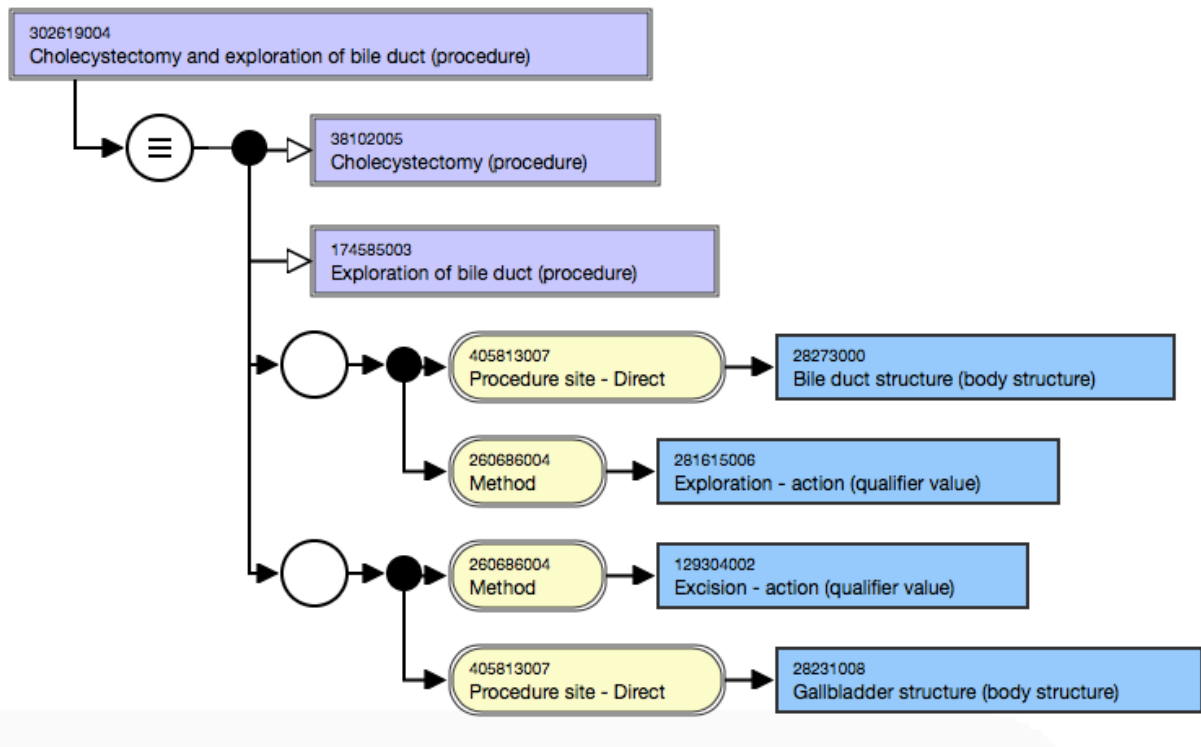 302619004
Cholecystectomy and exploration of bile duct (procedure)
38102005
Cholecystectomy (procedure)
174585003
Exploration of bile duct (procedure)
405813007
Procedure site - Direct
28273000
Bile duct structure (body structure)
260686004
Method
281615006
Exploration - action (qualifier value)
260686004
Method
129304002
Excision - action (qualifier value)
405813007
Procedure site - Direct
28231008
Gallbladder structure (body structure)